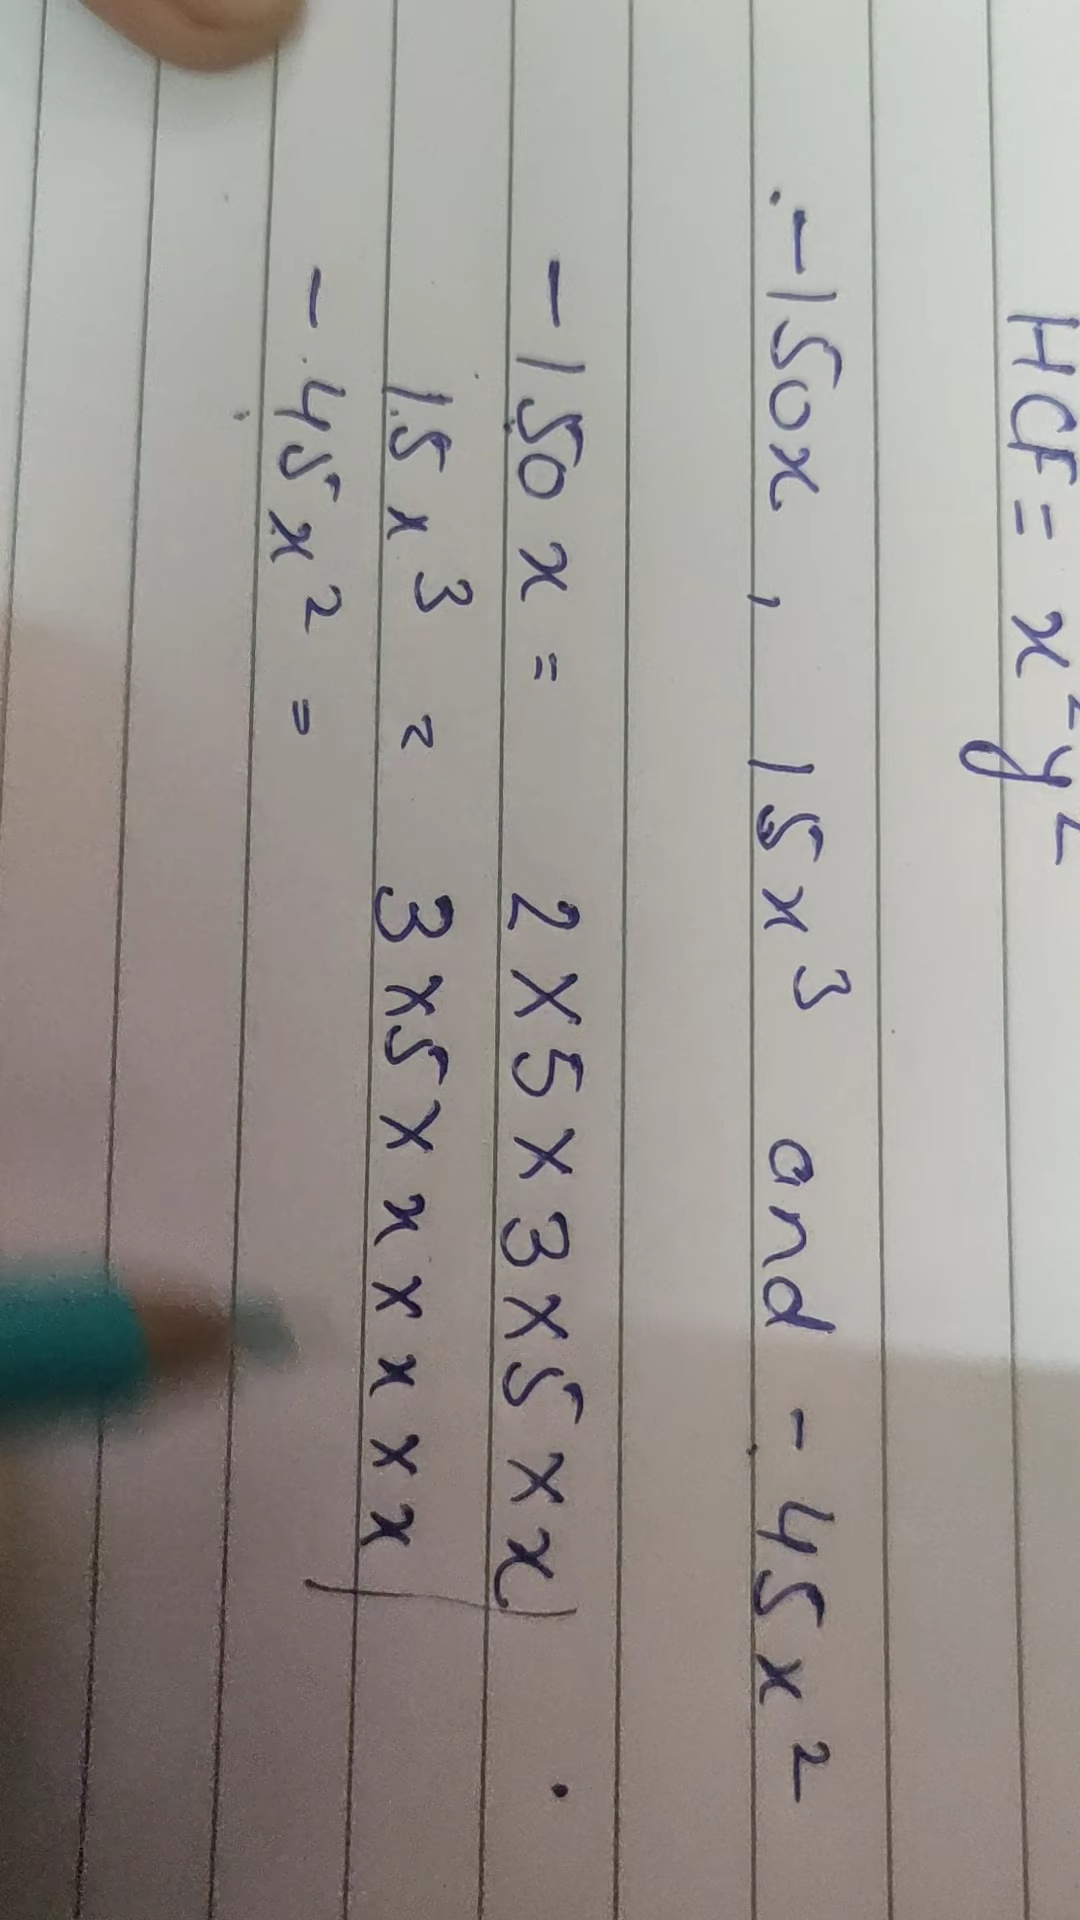 HCF = x²y²
-150x, 15x³ and -45x²
-150x = 2×5×3×5×x
15x³ = 3×5×x×x×x
-45x² =